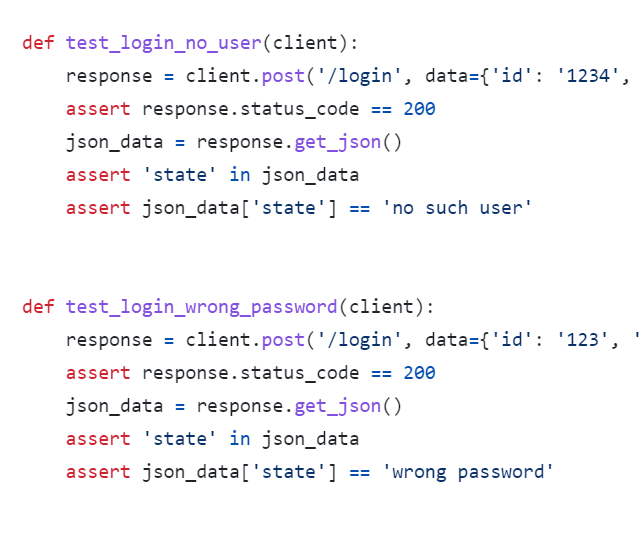 def test_login_no_user(client):
    response = client.post('/login', data={'id': '1234',
    assert response.status_code == 200
    json_data = response.get_json()
    assert 'state' in json_data
    assert json_data['state'] == 'no such user'
def test_login_wrong_password(client):
    response = client.post('/login', data={'id': '123', '
    assert response.status_code == 200
    json_data = response.get_json()
    assert 'state' in json_data
    assert json_data['state'] == 'wrong password'